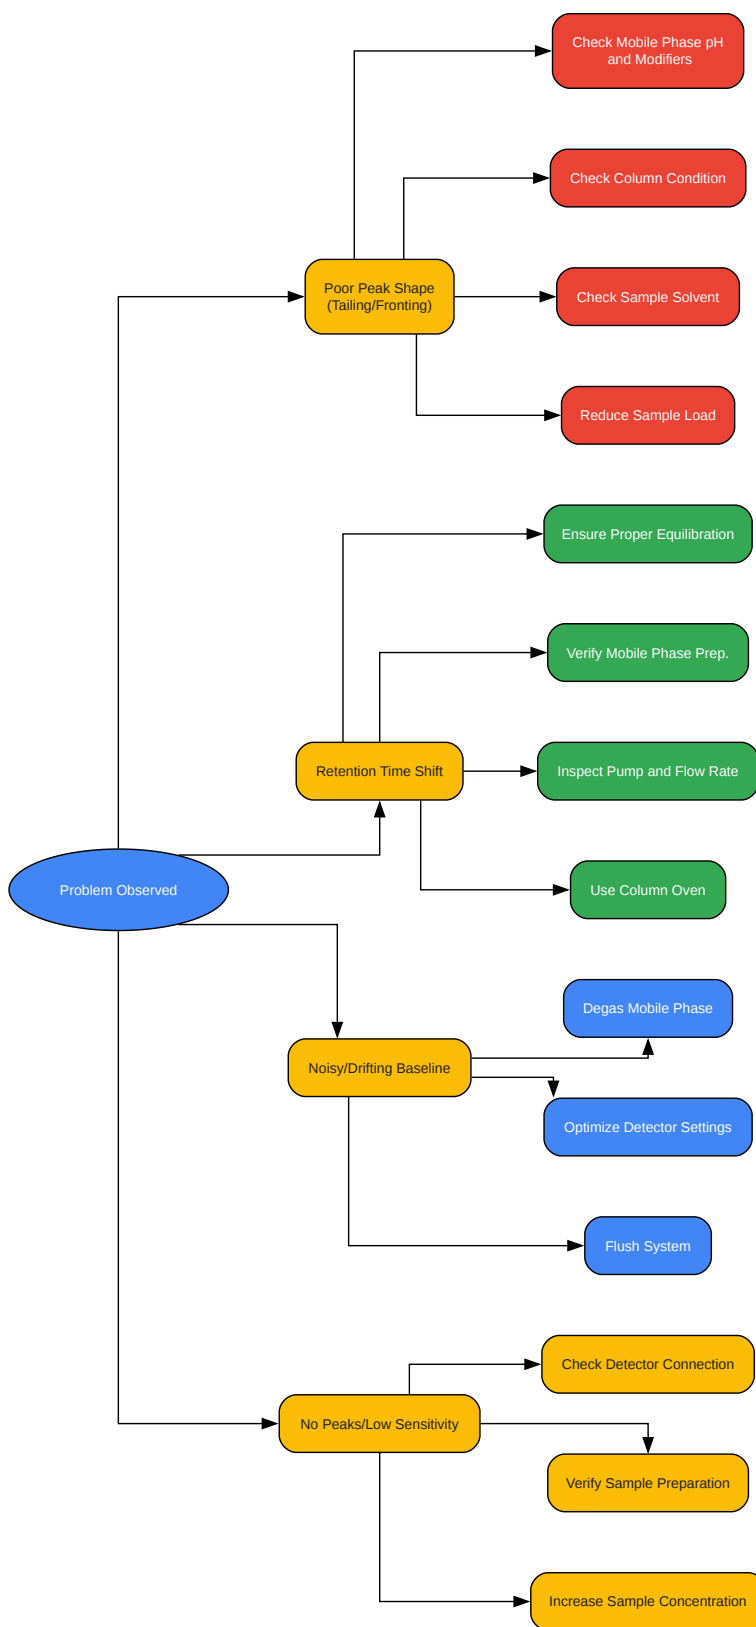 Check Mobile Phase pH
and Modifiers
Check Column Condition
Poor Peak Shape
(Tailing/Fronting)
Check Sample Solvent
Reduce Sample Load
Ensure Proper Equilibration
Verify Mobile Phase Prep.
Retention Time Shift
Inspect Pump and Flow Rate
Problem Observed
Use Column Oven
Degas Mobile Phase
Noisy/Drifting Baseline
Optimize Detector Settings
Flush System
Check Detector Connection
No Peaks/Low Sensitivity
Verify Sample Preparation
Increase Sample Concentration